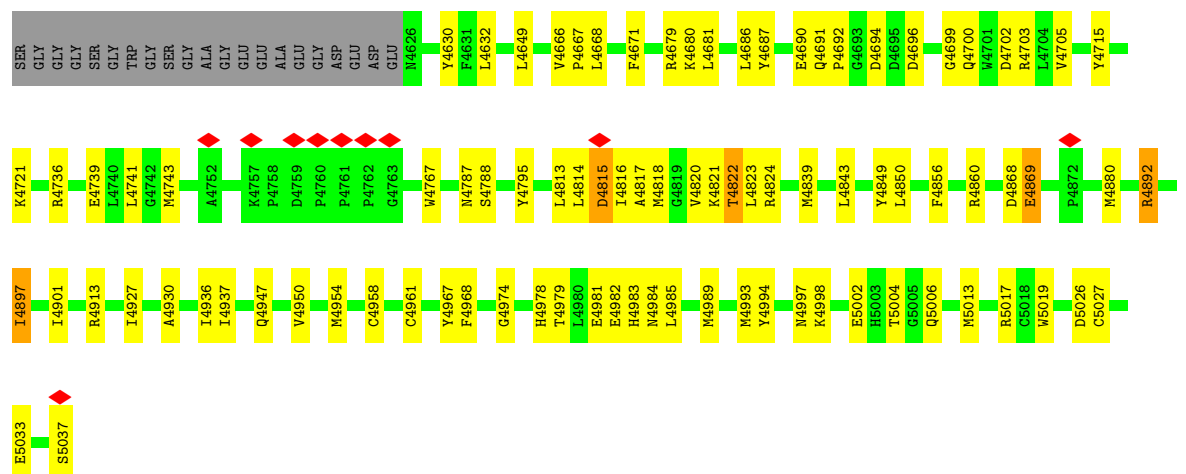 SER GLY GLY GLY GLY SER GLY TRP GLY SER GLY ALA GLY GLU GLU ALA GLU GLY ASP GLU ASP GLU N4626 Y4630 F4631 L4632 L4649 V4666 P4667 L4668 F4671 R4679 K4680 L4681 L4686 Y4687 E4690 Q4691 P4692 G4693 D4694 D4695 D4696 G4699 Q4700 W4701 D4702 R4703 L4704 V4705 Y4715
K4721 R4736 E4739 L4740 L4741 G4742 M4743 A4752 K4757 P4758 D4759 P4760 P4761 P4762 G4763 W4767 N4787 S4788 Y4795 L4813 L4814 D4815 I4816 A4817 M4818 G4819 V4820 K4821 T4822 L4823 R4824 M4839 L4843 Y4849 L4850 F4856 R4860 D4868 E4869 P4872 M4880 R4892
I4897 I4901 R4913 I4927 A4930 I4936 I4937 Q4947 V4950 M4954 C4958 C4961 Y4967 F4968 G4974 H4978 T4979 L4980 E4981 E4982 H4983 N4984 L4985 M4989 M4993 Y4994 N4997 K4998 E5002 H5003 T5004 G5005 Q5006 M5013 R5017 C5018 W5019 D5026 C5027
E5033 S5037